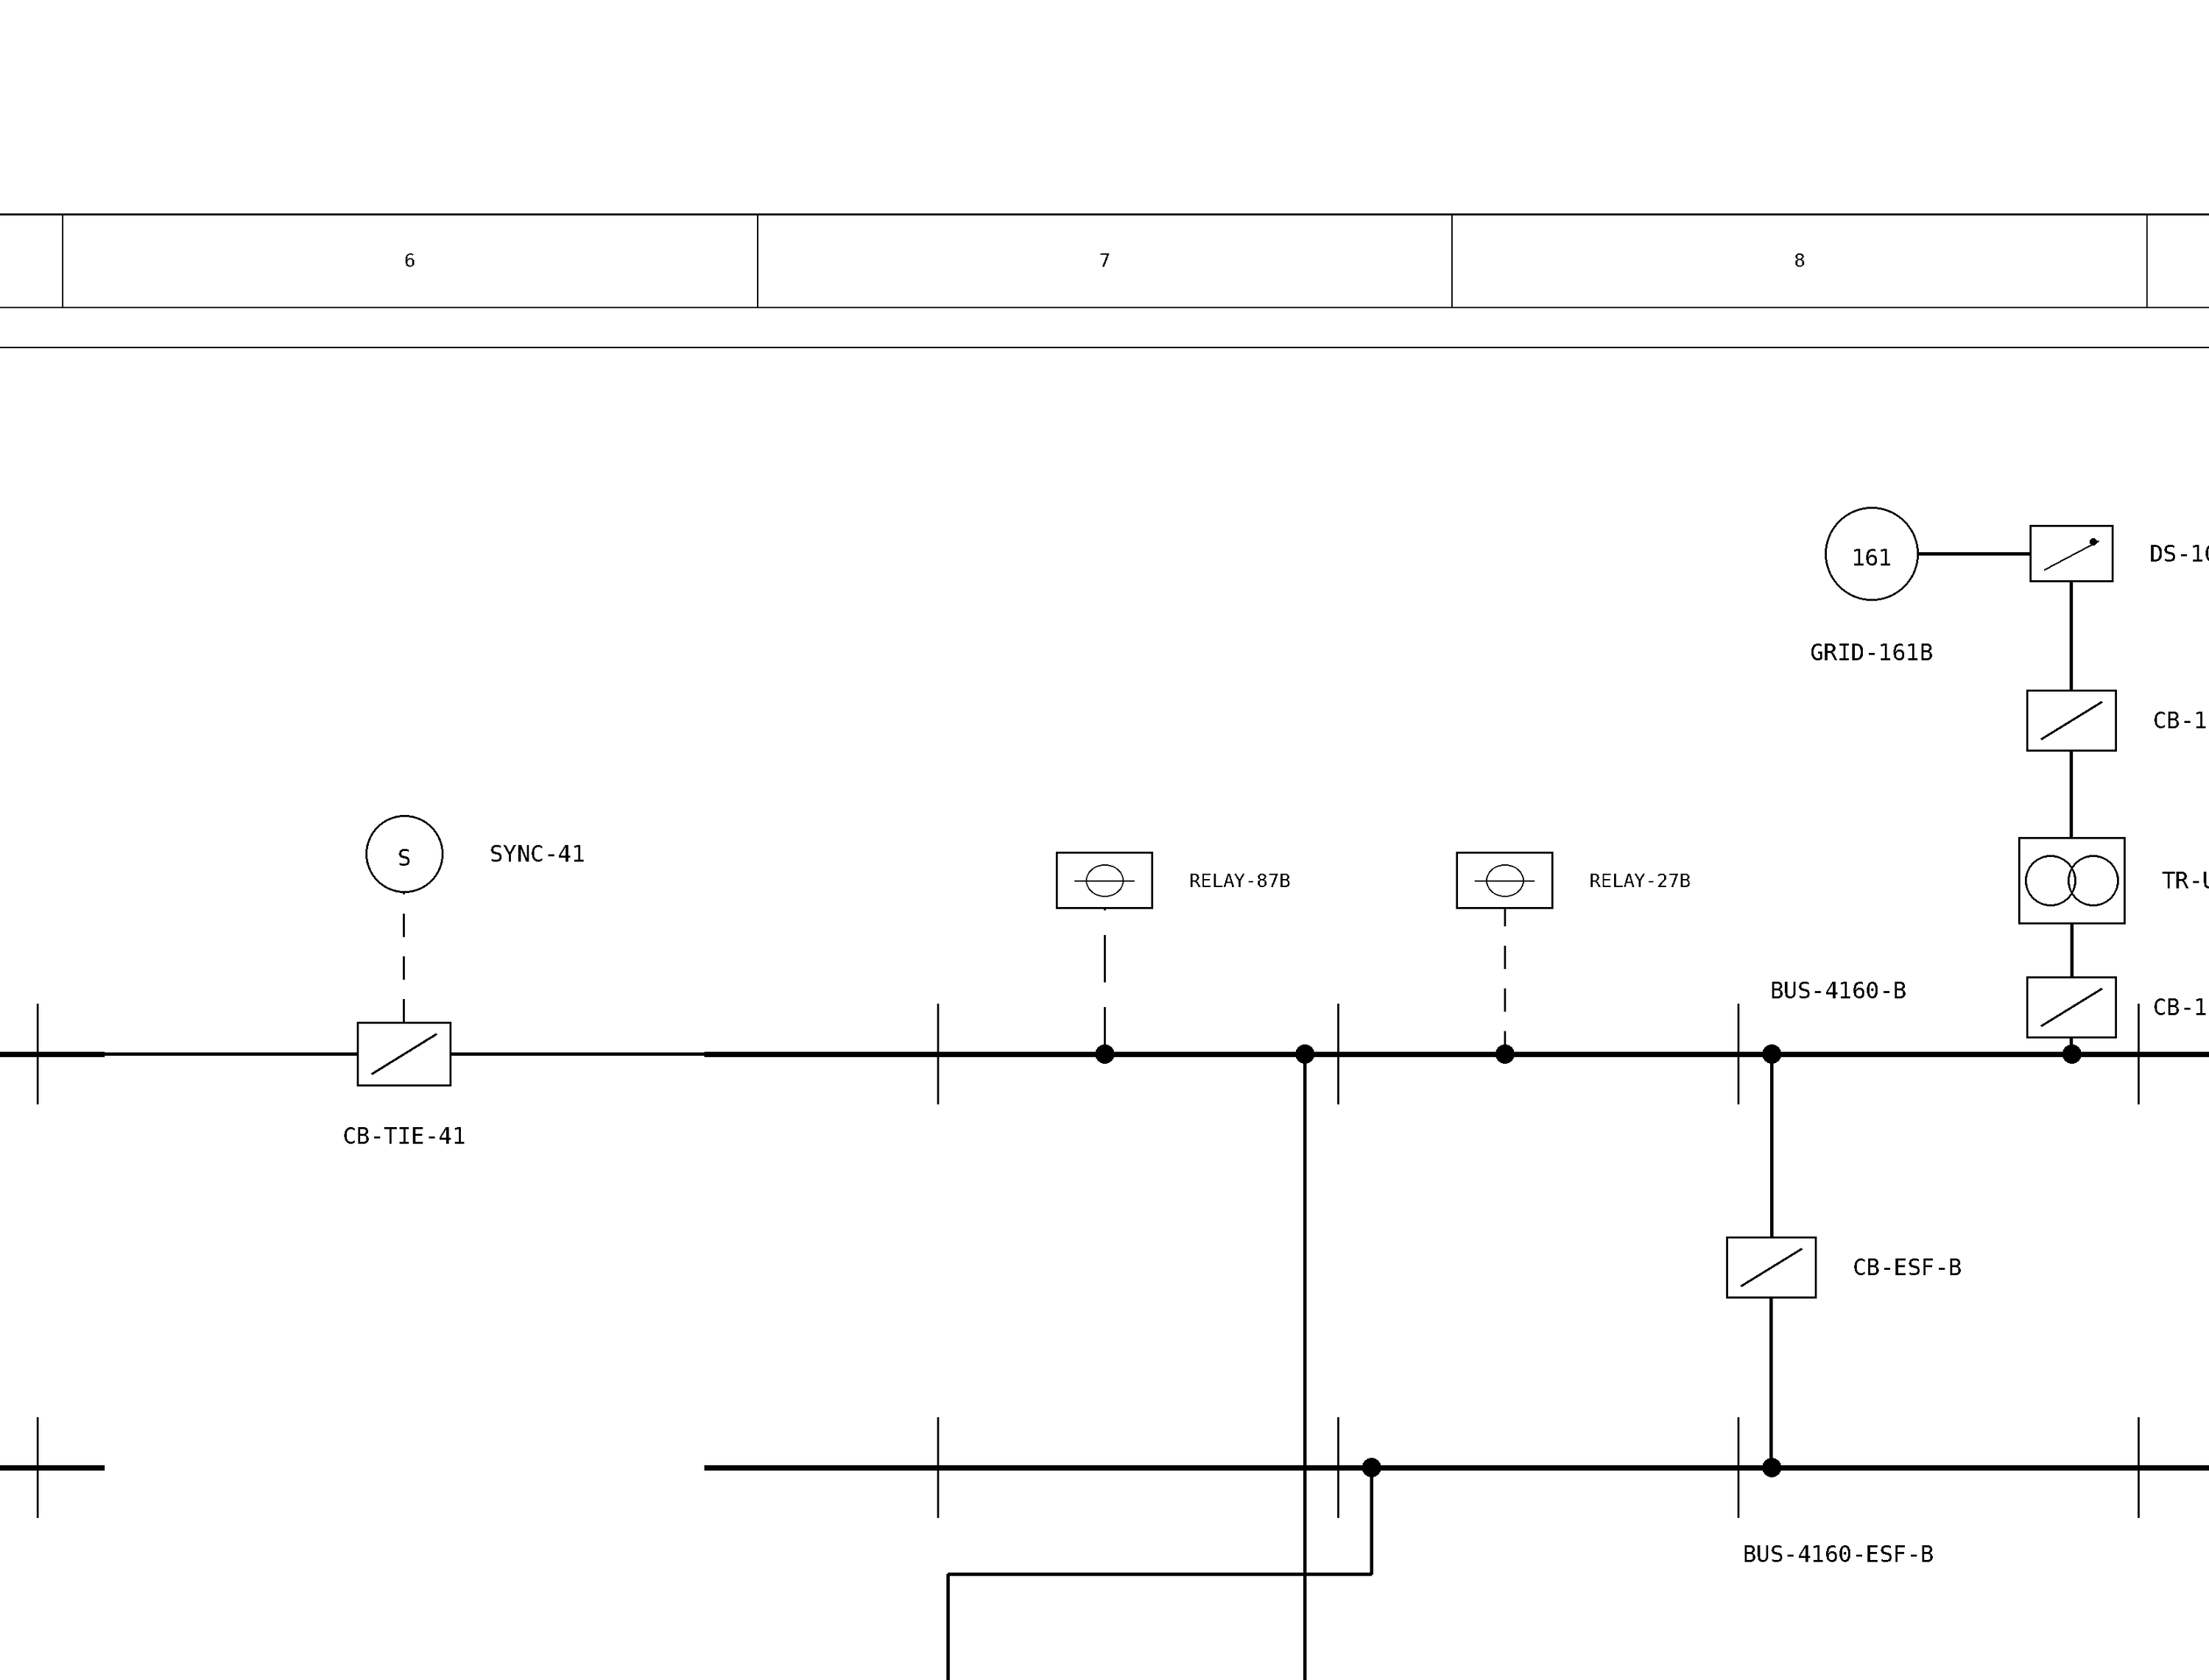 6
7
8
161
DS-1
GRID-161B
CB-1
S
SYNC-41
RELAY-87B
RELAY-27B
TR-
BUS-4160-B
CB-1
CB-TIE-41
CB-ESF-B
BUS-4160-ESF-B